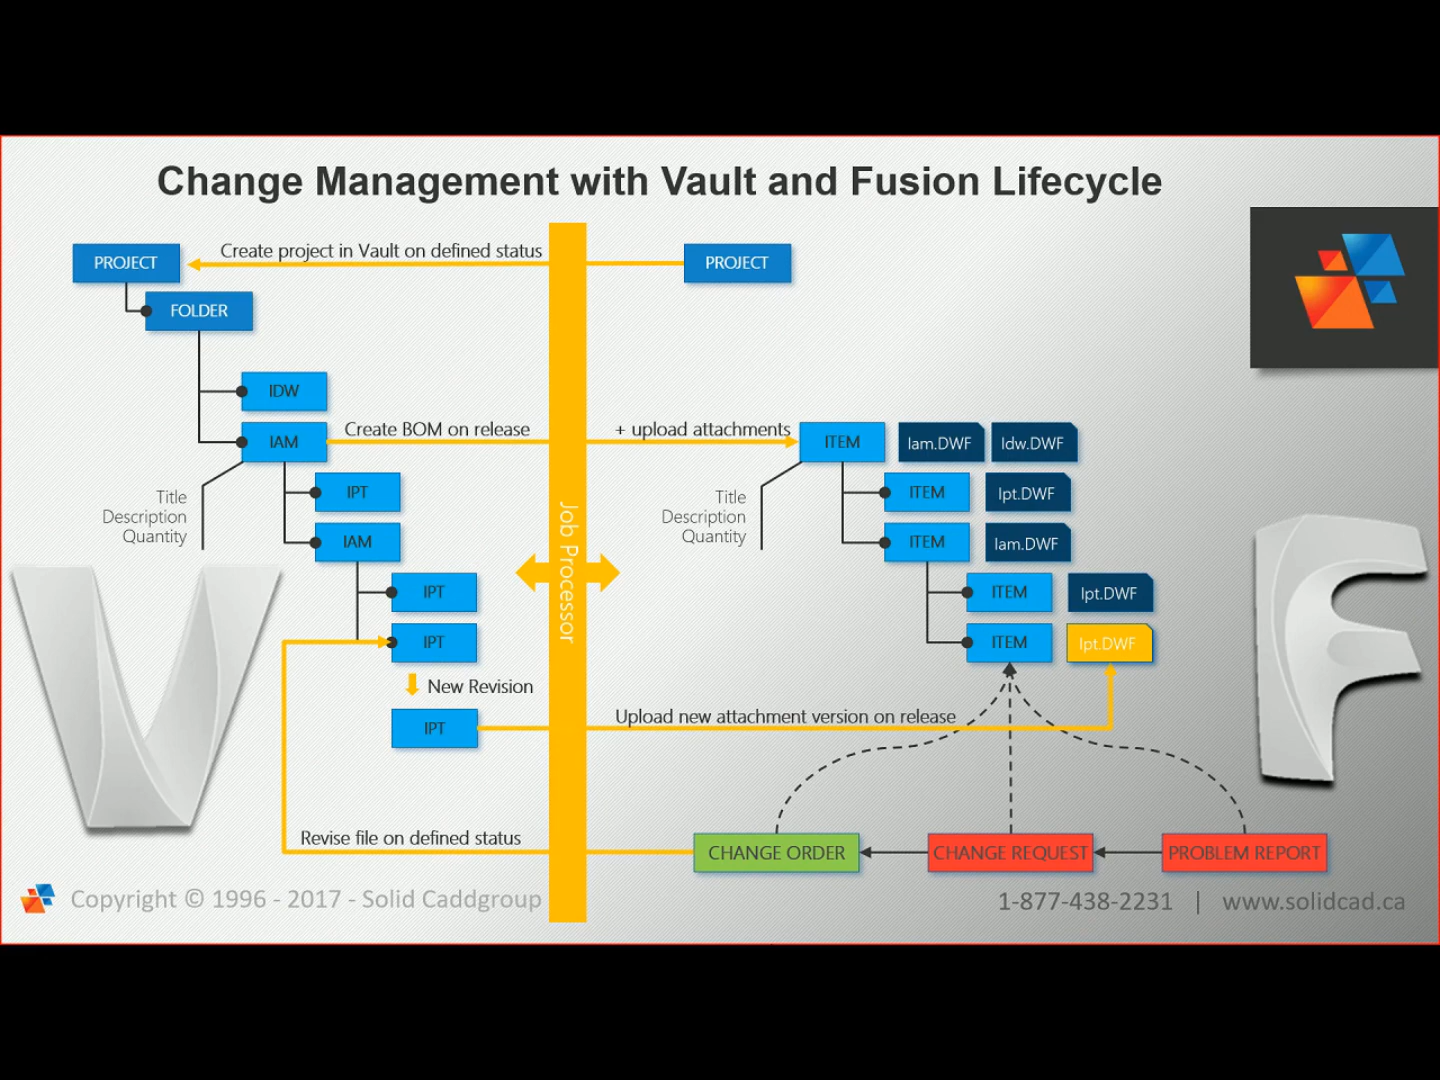 Change Management with Vault and Fusion Lifecycle
PROJECT
Create project in Vault on defined status
PROJECT
FOLDER
IDW
IAM
Create BOM on release
+ upload attachments
ITEM
Iam.DWF
Idw.DWF
Title
Description
Quantity
IPT
IAM
Title
Description
Quantity
ITEM
Ipt.DWF
ITEM
Iam.DWF
Job Processor
IPT
ITEM
Ipt.DWF
IPT
ITEM
Ipt.DWF
New Revision
IPT
Upload new attachment version on release
Revise file on defined status
CHANGE ORDER
CHANGE REQUEST
PROBLEM REPORT
Copyright © 1996 - 2017 - Solid Caddgroup
1-877-438-2231 | www.solidcad.ca